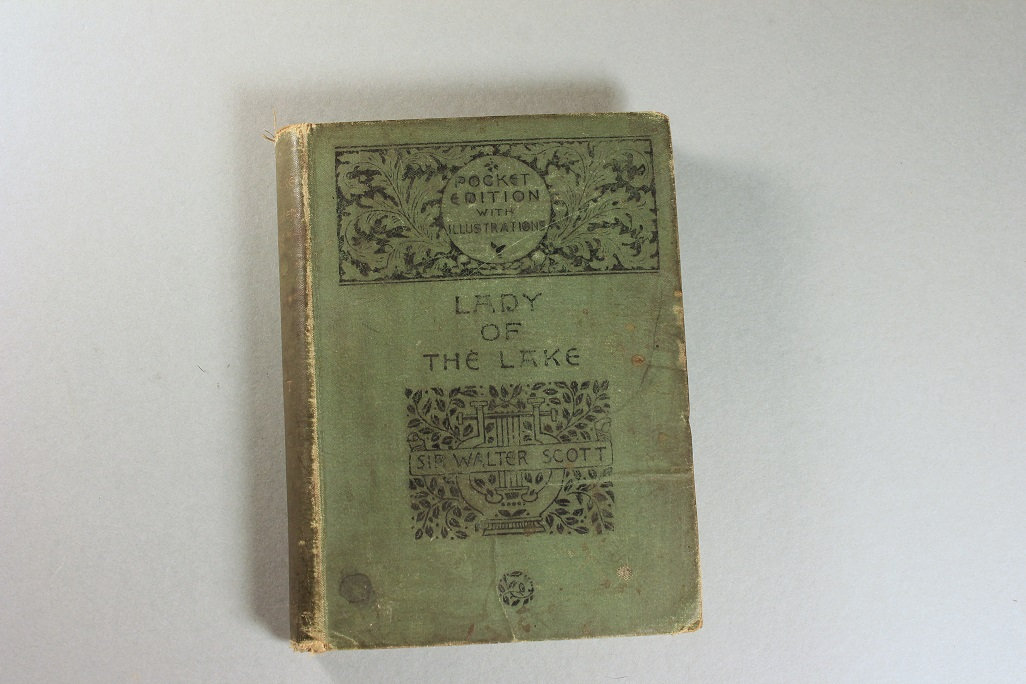 POCKET
EDITION
WITH
ILLUSTRATIONS
LADY
OF
THE LAKE
SIR WALTER SCOTT